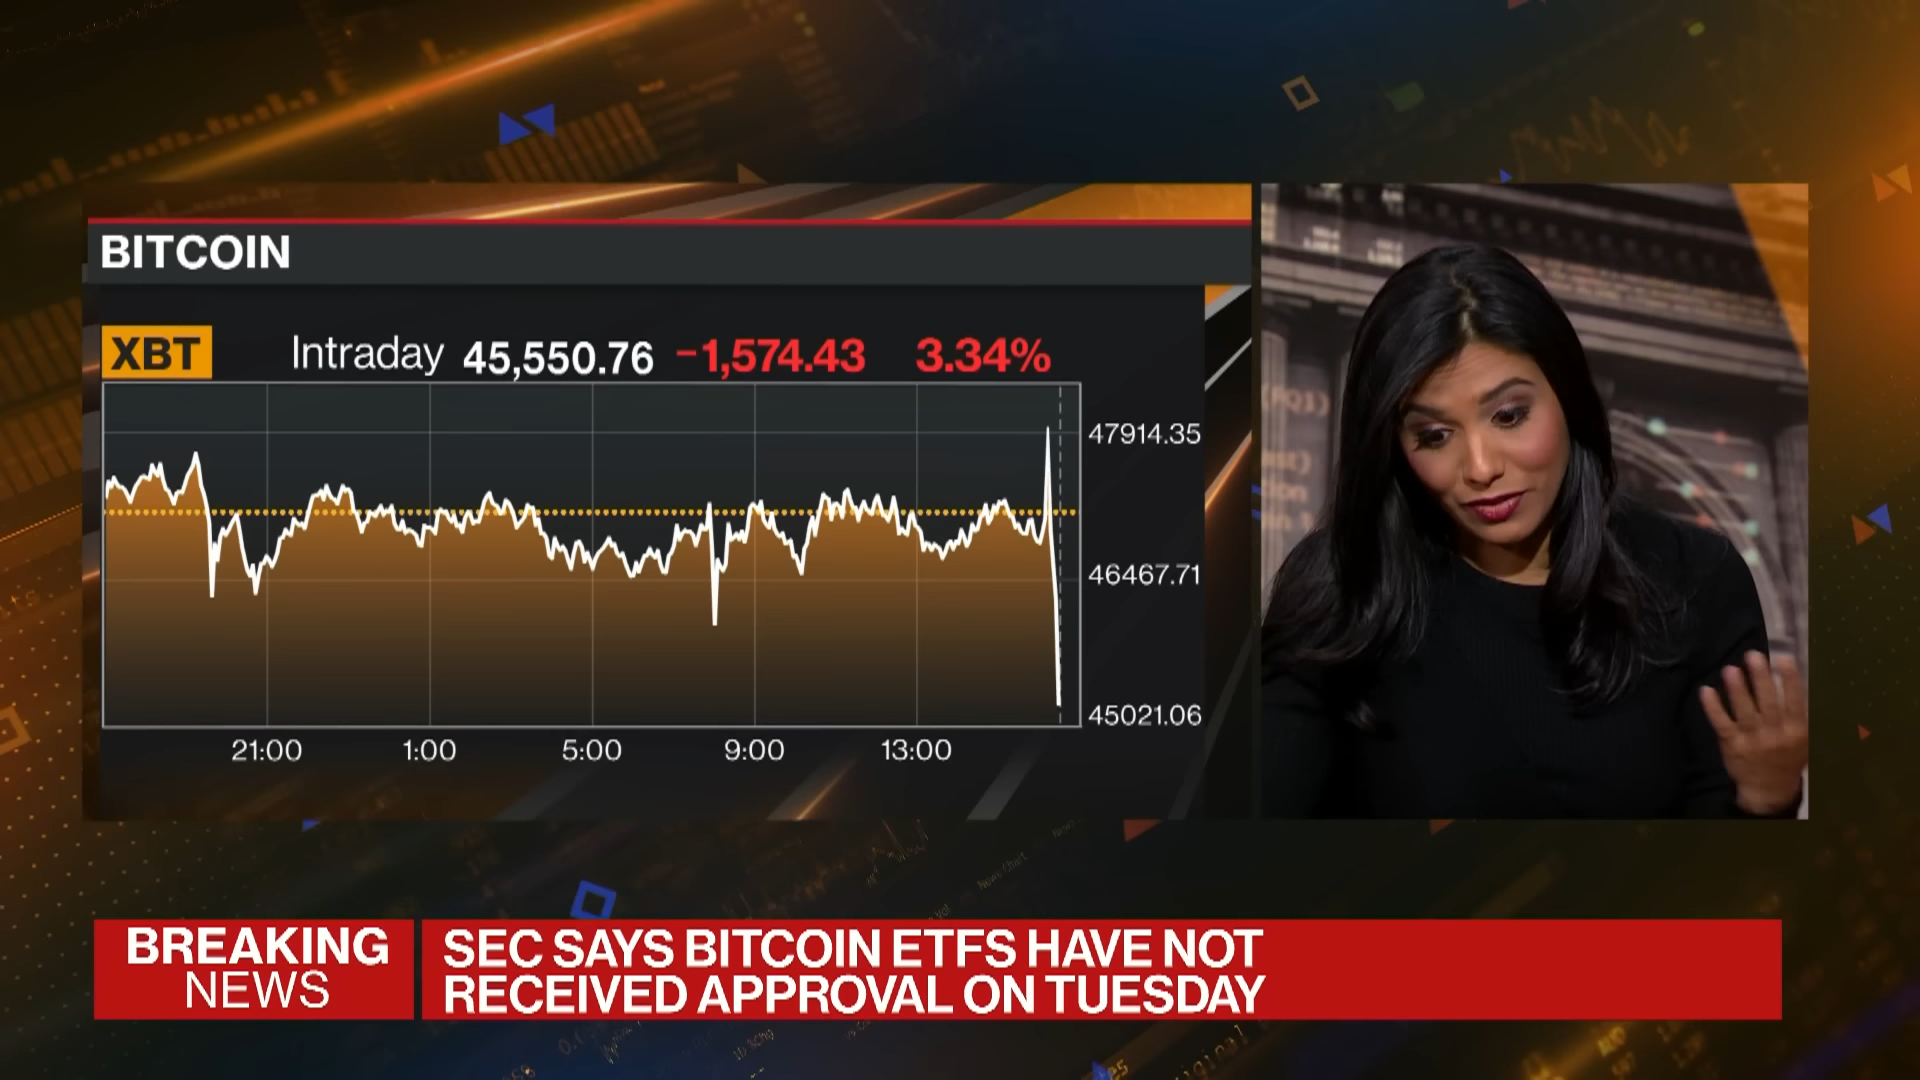 BITCOIN
XBT Intraday 45,550.76 −1,574.43 3.34%
47914.35
46467.71
45021.06
21:00 1:00 5:00 9:00 13:00
BREAKING
NEWS
SEC SAYS BITCOIN ETFS HAVE NOT
RECEIVED APPROVAL ON TUESDAY